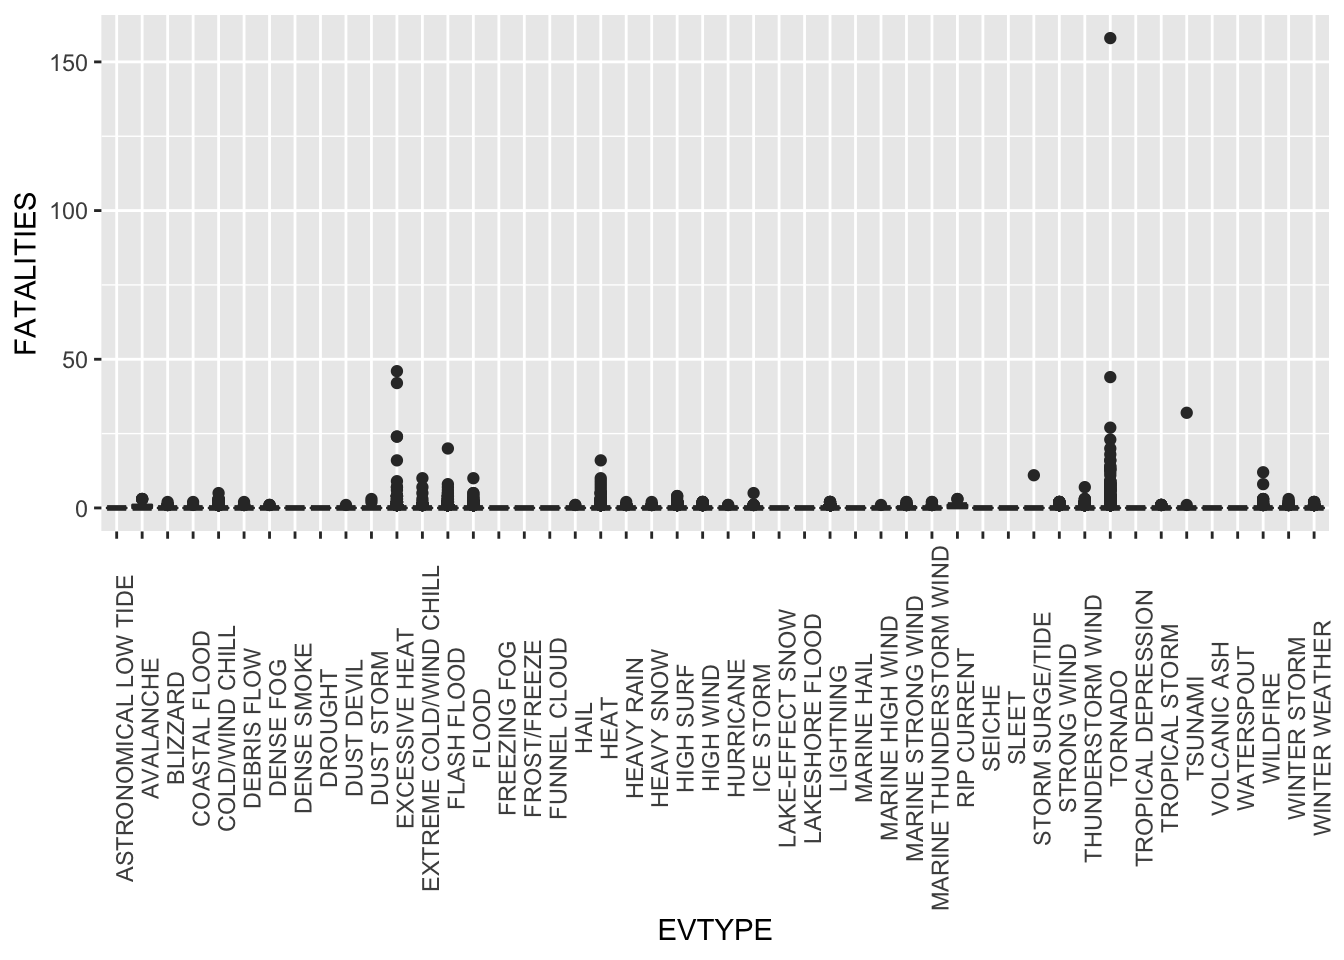 150
100
50
0
FATALITIES
ASTRONOMICAL LOW TIDE
AVALANCHE
BLIZZARD
COASTAL FLOOD
COLD/WIND CHILL
DEBRIS FLOW
DENSE FOG
DENSE SMOKE
DROUGHT
DUST DEVIL
DUST STORM
EXCESSIVE HEAT
EXTREME COLD/WIND CHILL
FLASH FLOOD
FLOOD
FREEZING FOG
FROST/FREEZE
FUNNEL CLOUD
HAIL
HEAT
HEAVY RAIN
HEAVY SNOW
HIGH SURF
HIGH WIND
HURRICANE
ICE STORM
LAKE-EFFECT SNOW
LAKESHORE FLOOD
LIGHTNING
MARINE HAIL
MARINE HIGH WIND
MARINE STRONG WIND
MARINE THUNDERSTORM WIND
RIP CURRENT
SEICHE
SLEET
STORM SURGE/TIDE
STRONG WIND
THUNDERSTORM WIND
TORNADO
TROPICAL DEPRESSION
TROPICAL STORM
TSUNAMI
VOLCANIC ASH
WATERSPOUT
WILDFIRE
WINTER STORM
WINTER WEATHER
EVTYPE